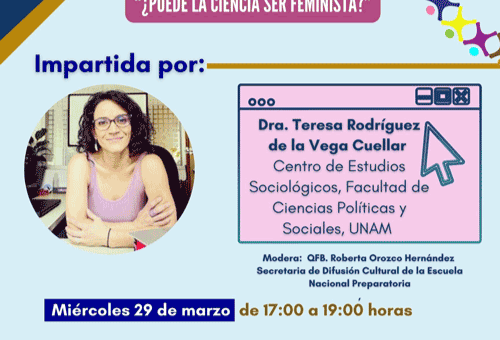 "¿PUEDE LA CIENCIA SER FEMINISTA?"
Impartida por:
Dra. Teresa Rodríguez
de la Vega Cuellar
Centro de Estudios
Sociológicos, Facultad de
Ciencias Políticas y
Sociales, UNAM
Modera: QFB. Roberta Orozco Hernández
Secretaria de Difusión Cultural de la Escuela
Nacional Preparatoria
Miércoles 29 de marzo de 17:00 a 19:00 horas